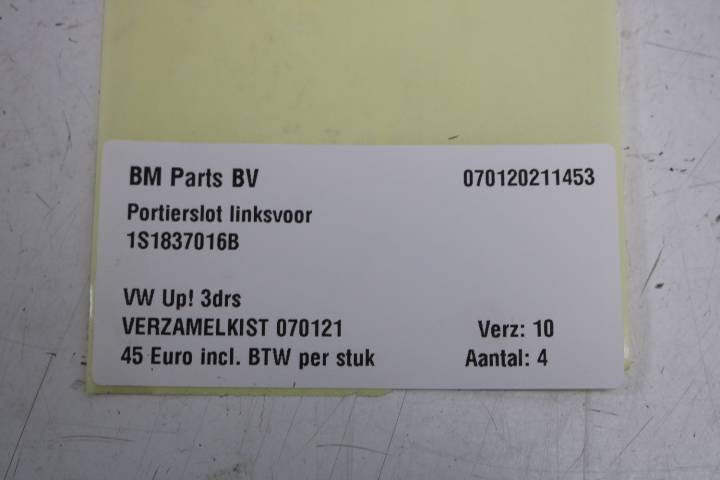 BM Parts BV 070120211453
Portierslot linksvoor
1S1837016B
VW Up! 3drs
VERZAMELKIST 070121 Verz: 10
45 Euro incl. BTW per stuk Aantal: 4